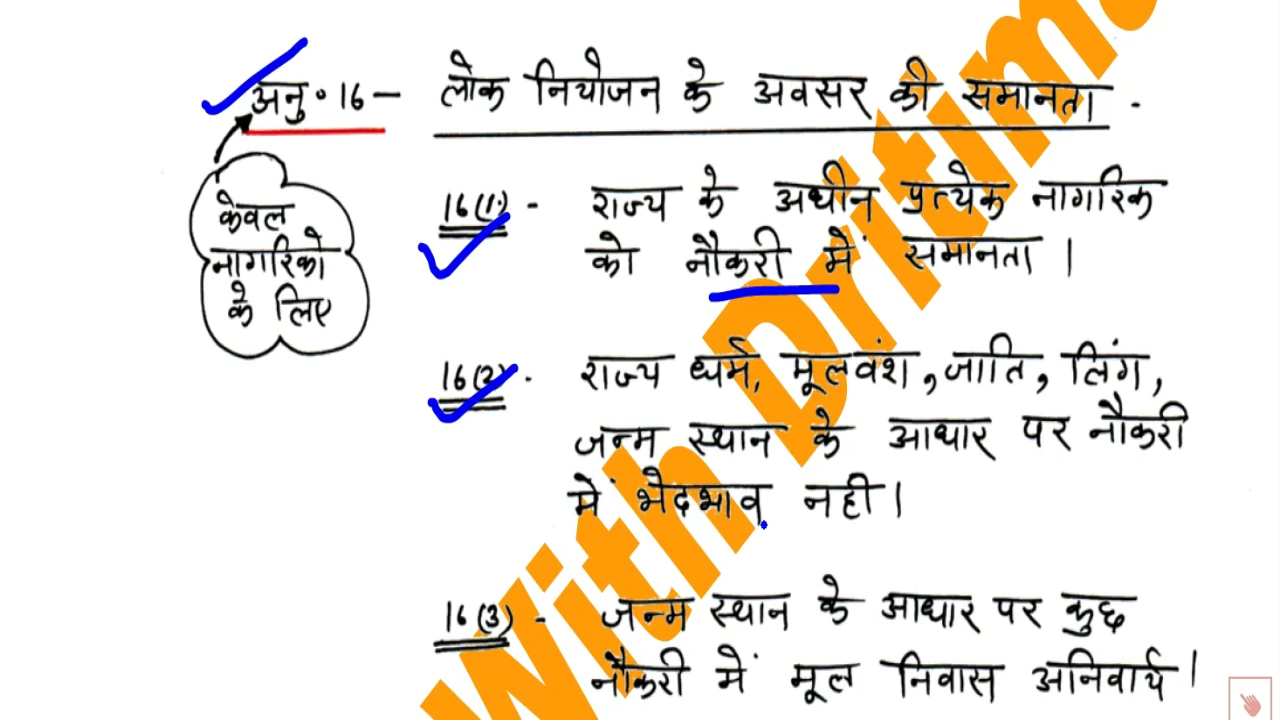 अनु॰ 16 — लोक नियोजन के अवसर की समानता -
केवल
नागरिको
के लिए
16(1) - राज्य के अधीन प्रत्येक नागरिक
को नौकरी में समानता।
16(2) - राज्य धर्म, मूलवंश, जाति, लिंग,
जन्म स्थान के आधार पर नौकरी
में भेदभाव नही।
16(3) - जन्म स्थान के आधार पर कुछ
नौकरी में मूल निवास अनिवार्य।
With Dritim